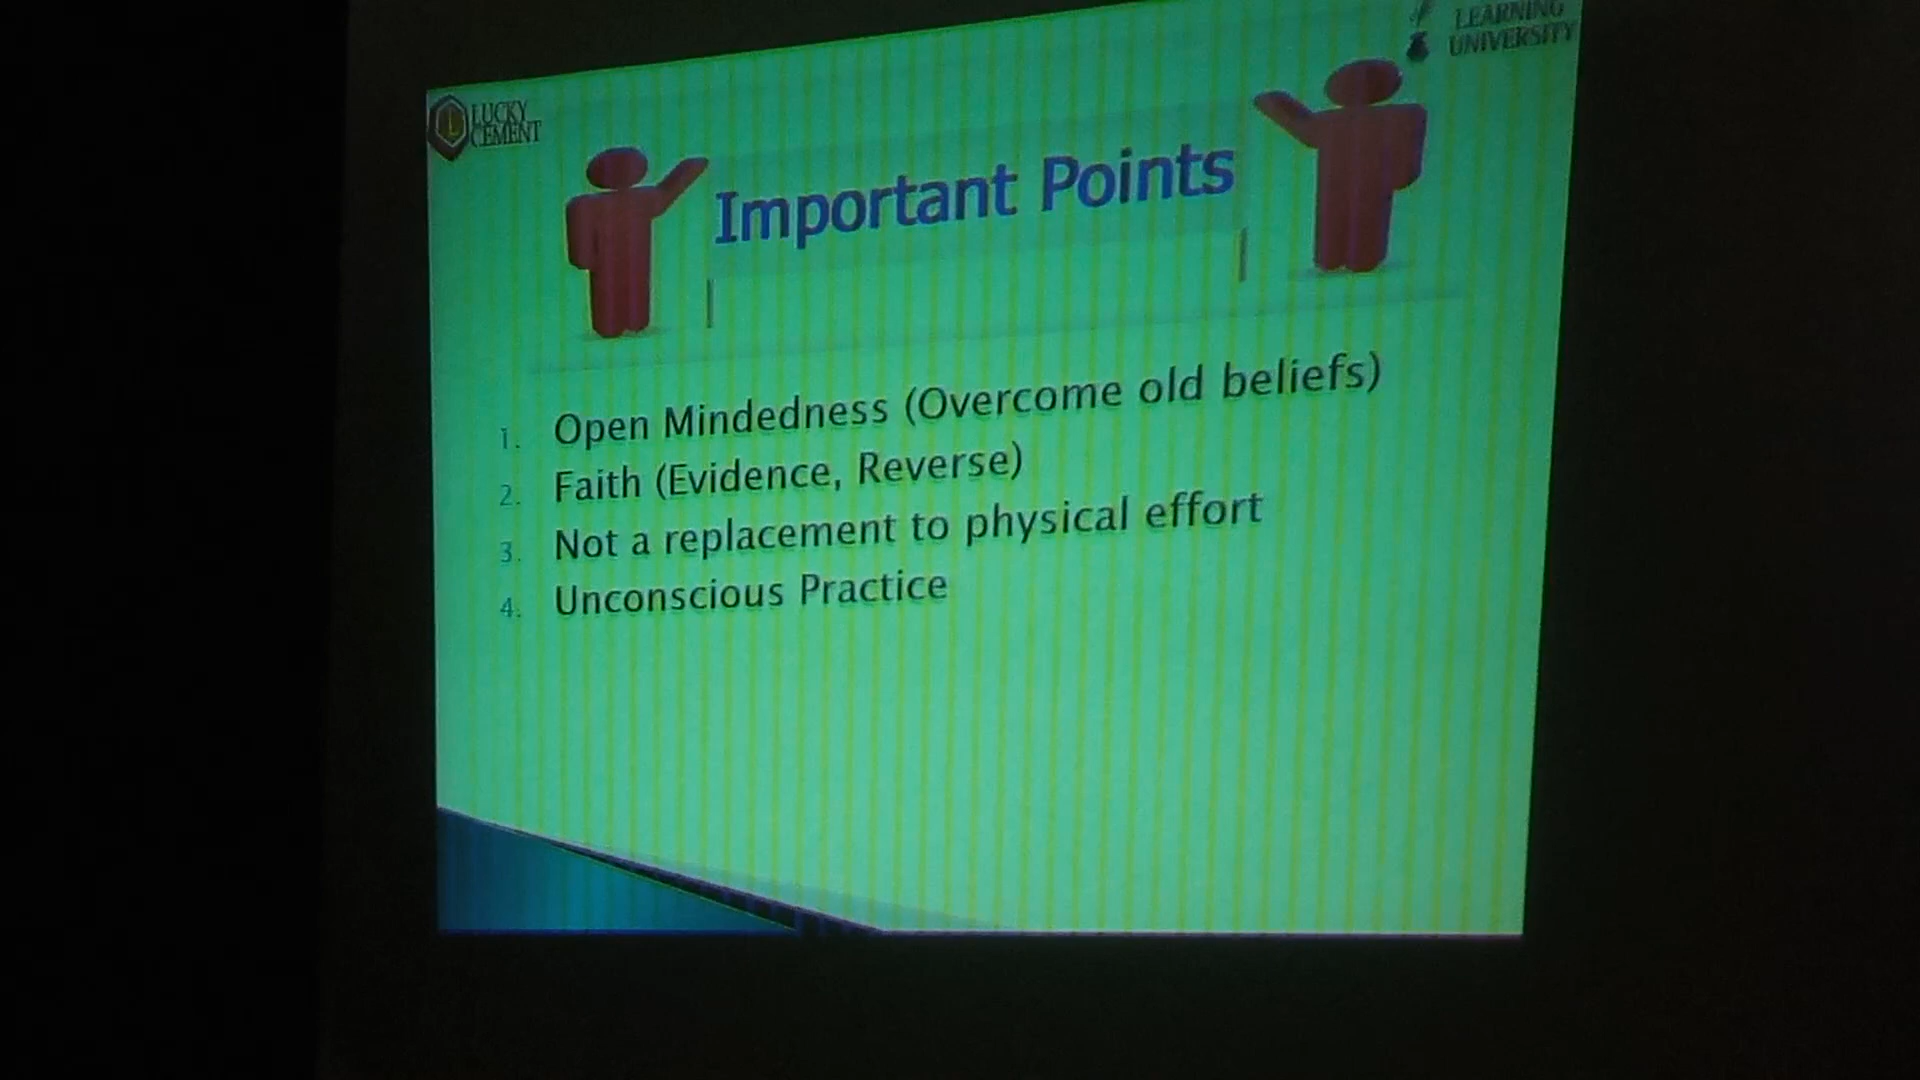 LUCKY
CEMENT
LEARNING
UNIVERSITY
Important Points
1. Open Mindedness (Overcome old beliefs)
2. Faith (Evidence, Reverse)
3. Not a replacement to physical effort
4. Unconscious Practice